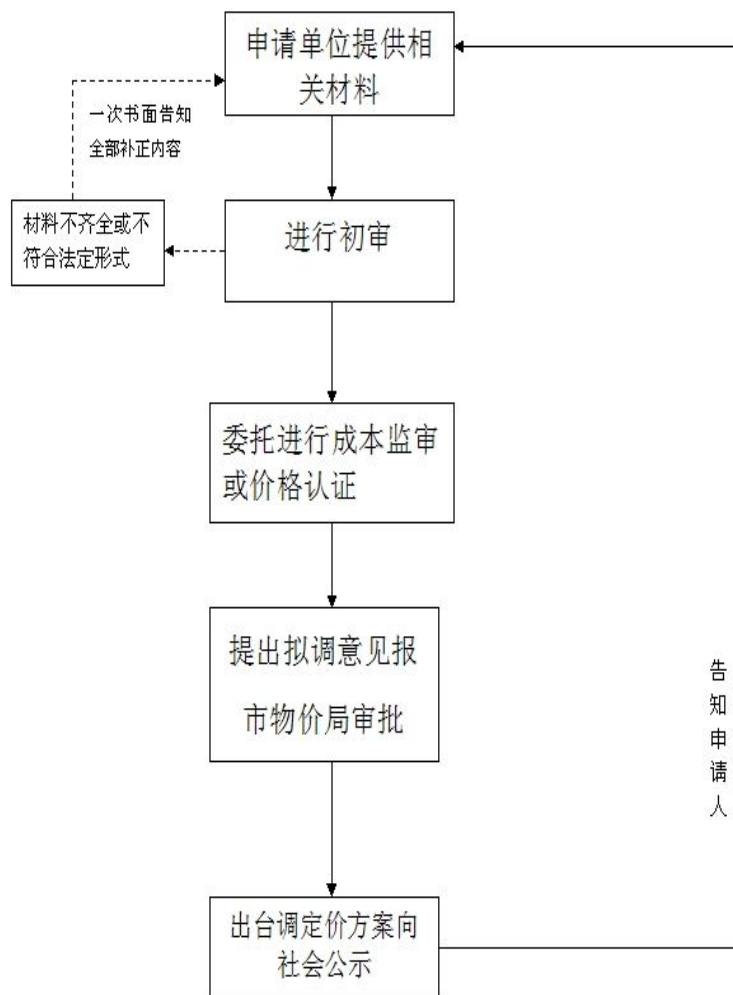 申请单位提供相
关材料
一次书面告知
全部补正内容
材料不齐全或不
符合法定形式
进行初审
委托进行成本监审
或价格认证
提出拟调意见报
市物价局审批
告
知
申
请
人
出台调定价方案向
社会公示